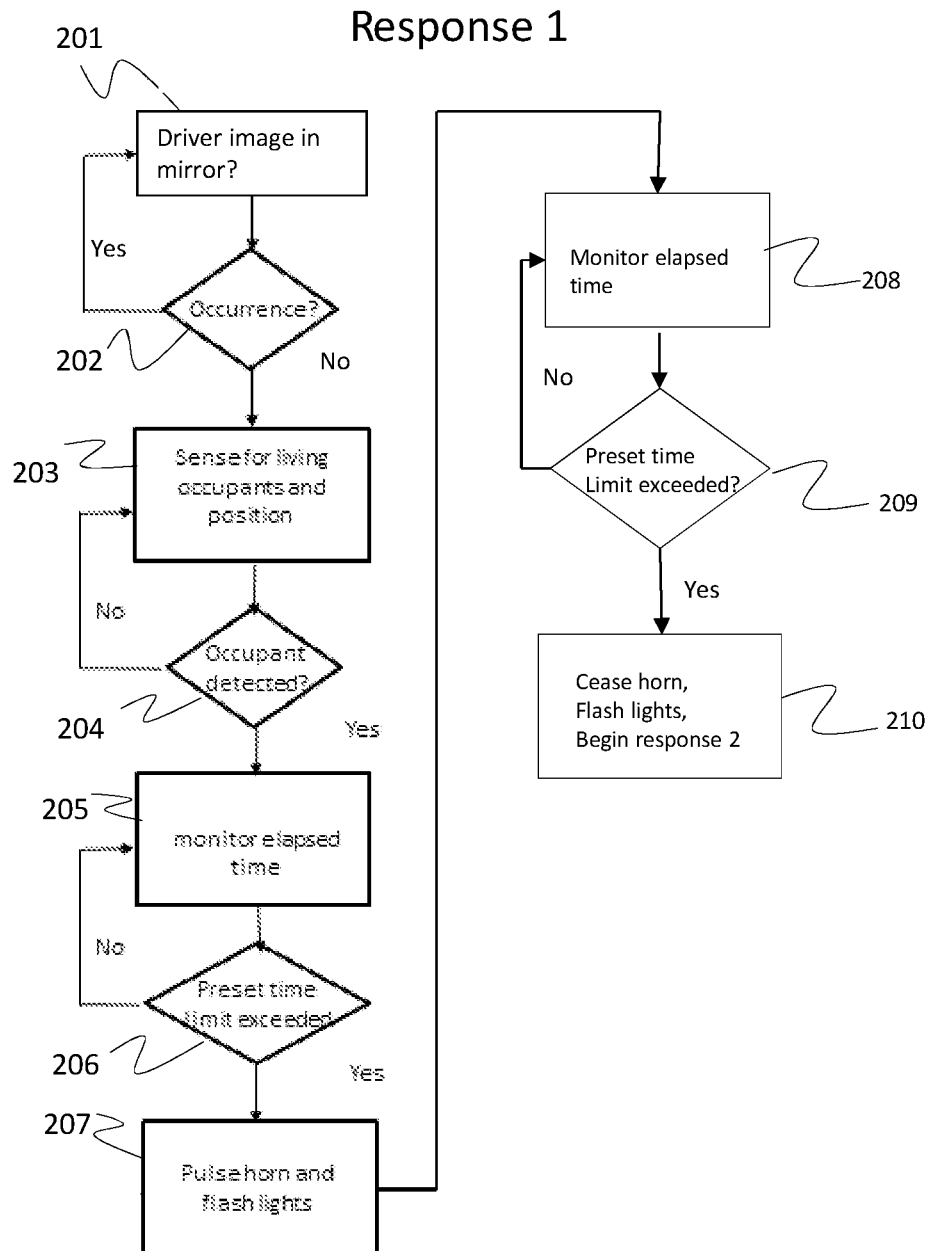 Response 1
201
Driver image in
mirror?
Yes
Occurrence?
202
No
203
Sense for living
occupants and
position
No
Occupant
detected?
204
Yes
205
monitor elapsed
time
No
Preset time
limit exceeded
206
Yes
207
Pulse horn and
flash lights
Monitor elapsed
time
208
No
Preset time
Limit exceeded?
209
Yes
Cease horn,
Flash lights,
Begin response 2
210